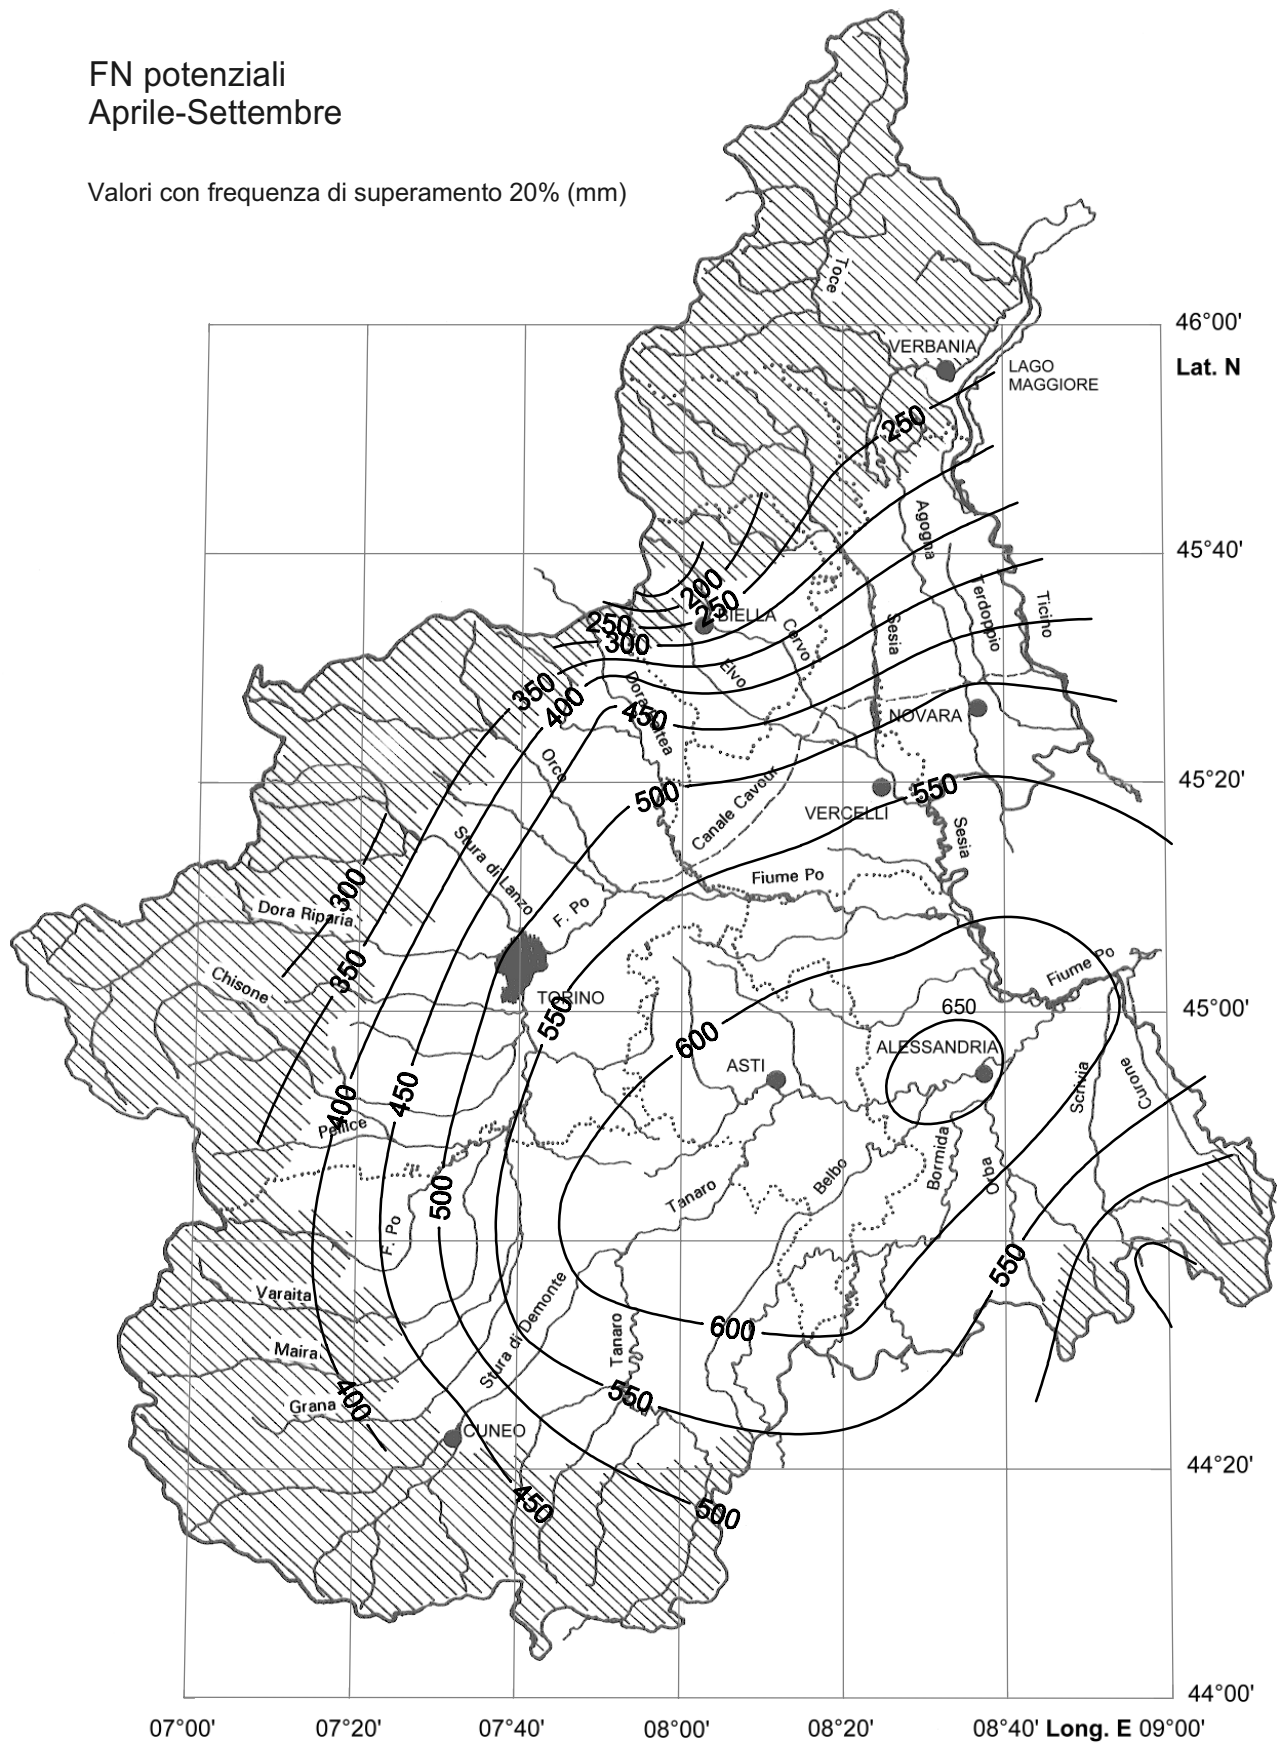 FN potenziali
Aprile-Settembre
Valori con frequenza di superamento 20% (mm)
Toce
46°00'
VERBANIA
Lat. N
LAGO
MAGGIORE
250
Agogna
45°40'
200
250
BIELLA
Terdoppio
Ticino
250
300
Cervo
Sesia
Elvo
350
400
Dora Baltea
450
NOVARA
Orco
45°20'
500
Canale Cavour
550
VERCELLI
Sesia
Stura di Lanzo
300
Fiume Po
Dora Riparia
F. Po
350
Chisone
Fiume Po
TORINO
650
45°00'
550
600
ALESSANDRIA
ASTI
Scrivia
Curone
400
450
Pellice
500
Tanaro
Belbo
Bormida
Orba
F. Po
550
Varaita
Stura di Demonte
Tanaro
600
Maira
400
Grana
550
CUNEO
44°20'
450
500
44°00'
07°00'
07°20'
07°40'
08°00'
08°20'
08°40'
Long. E
09°00'